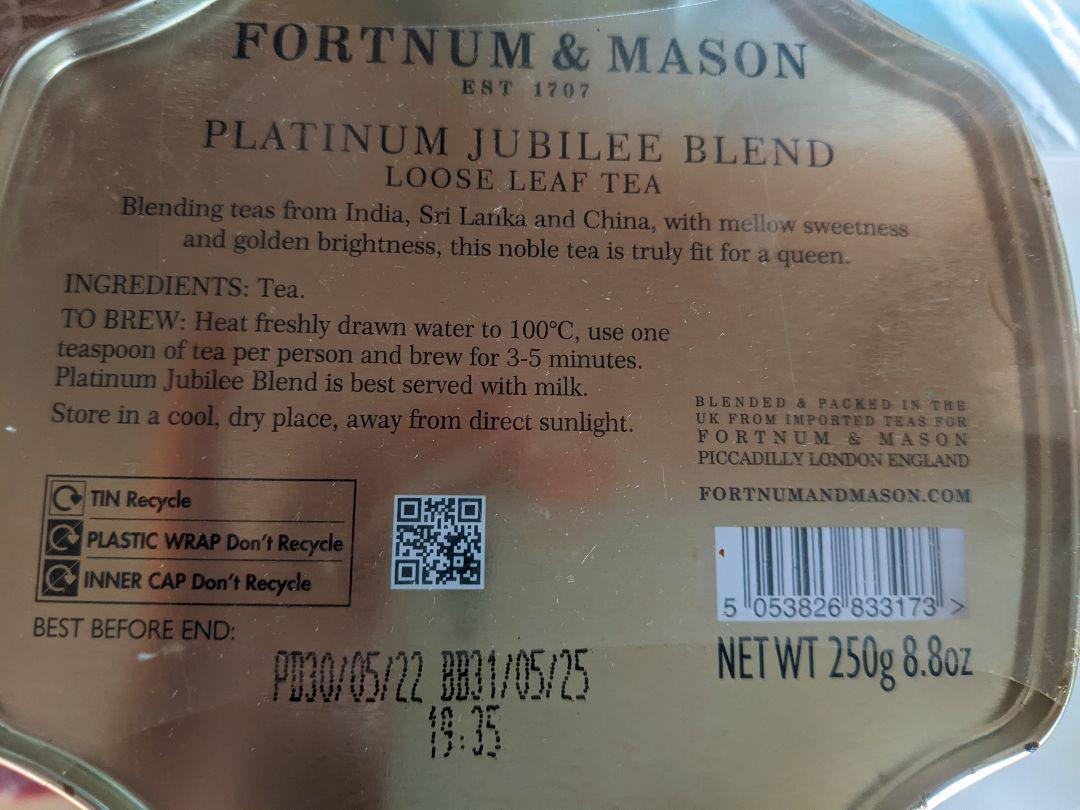 FORTNUM & MASON
EST 1707
PLATINUM JUBILEE BLEND
LOOSE LEAF TEA
Blending teas from India, Sri Lanka and China, with mellow sweetness
and golden brightness, this noble tea is truly fit for a queen.
INGREDIENTS: Tea.
TO BREW: Heat freshly drawn water to 100°C, use one
teaspoon of tea per person and brew for 3-5 minutes.
Platinum Jubilee Blend is best served with milk.
Store in a cool, dry place, away from direct sunlight.
BLENDED & PACKED IN THE
UK FROM IMPORTED TEAS FOR
FORTNUM & MASON
PICCADILLY LONDON ENGLAND
FORTNUMANDMASON.COM
TIN Recycle
PLASTIC WRAP Don't Recycle
INNER CAP Don't Recycle
5 053826 833173 >
NET WT 250g 8.8oz
BEST BEFORE END:
PD30/05/22 BB31/05/25
19:35